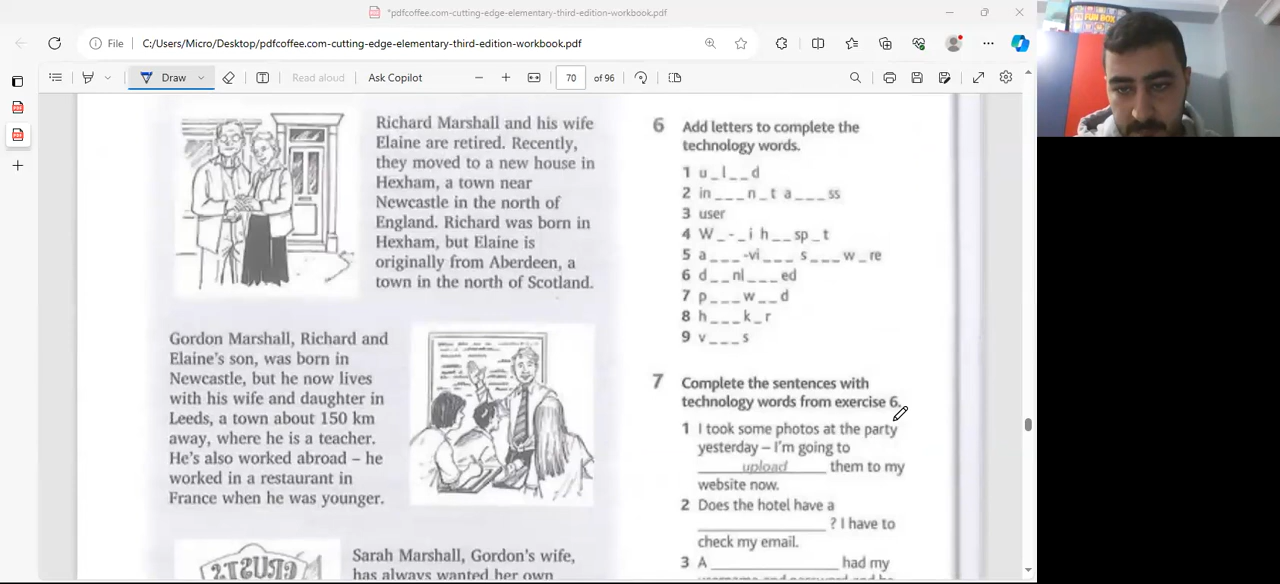 *pdfcoffee.com-cutting-edge-elementary-third-edition-workbook.pdf
File C:/Users/Micro/Desktop/pdfcoffee.com-cutting-edge-elementary-third-edition-workbook.pdf
Draw Read aloud Ask Copilot 70 of 96
FUN BOX
Richard Marshall and his wife
Elaine are retired. Recently,
they moved to a new house in
Hexham, a town near
Newcastle in the north of
England. Richard was born in
Hexham, but Elaine is
originally from Aberdeen, a
town in the north of Scotland.
Gordon Marshall, Richard and
Elaine's son, was born in
Newcastle, but he now lives
with his wife and daughter in
Leeds, a town about 150 km
away, where he is a teacher.
He's also worked abroad – he
worked in a restaurant in
France when he was younger.
CRUSTS
Sarah Marshall, Gordon's wife,
has always wanted her own
6 Add letters to complete the
technology words.
1 u_l__d
2 in___n_t a___ss
3 user
4 W_-_i h__sp_t
5 a___-vi___ s___w_re
6 d__nl___ed
7 p___w__d
8 h___k_r
9 v___s
7 Complete the sentences with
technology words from exercise 6.
1 I took some photos at the party
yesterday – I'm going to
upload them to my
website now.
2 Does the hotel have a
? I have to
check my email.
3 A had my
username and password and he